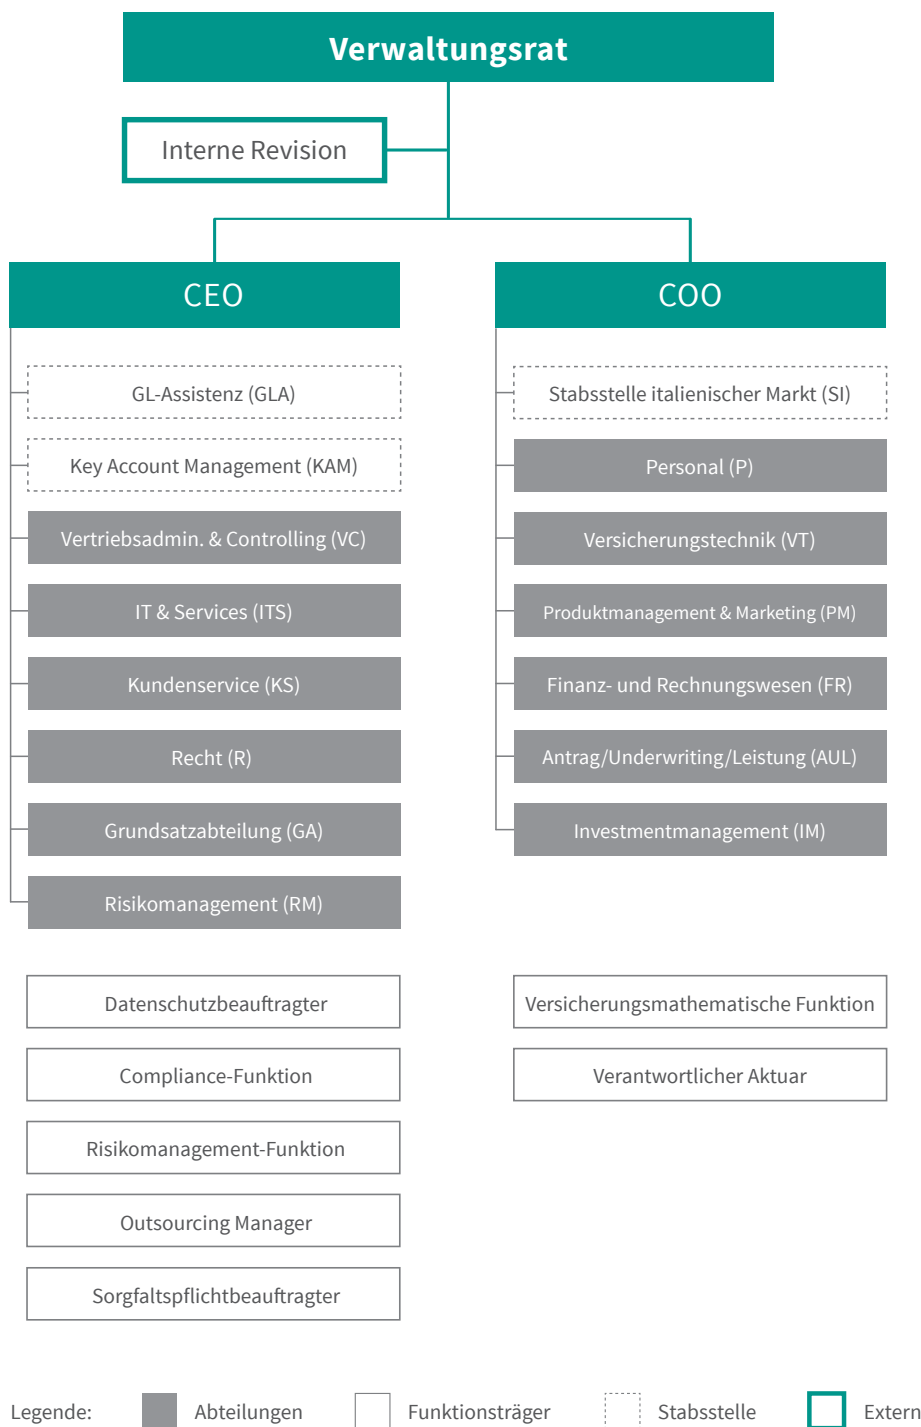 Verwaltungsrat
Interne Revision
CEO
GL-Assistenz (GLA)
Key Account Management (KAM)
Vertriebsadmin. & Controlling (VC)
IT & Services (ITS)
Kundenservice (KS)
Recht (R)
Grundsatzabteilung (GA)
Risikomanagement (RM)
Datenschutzbeauftragter
Compliance-Funktion
Risikomanagement-Funktion
Outsourcing Manager
Sorgfaltspflichtbeauftragter
COO
Stabsstelle italienischer Markt (SI)
Personal (P)
Versicherungstechnik (VT)
Produktmanagement & Marketing (PM)
Finanz- und Rechnungswesen (FR)
Antrag/Underwriting/Leistung (AUL)
Investmentmanagement (IM)
Versicherungsmathematische Funktion
Verantwortlicher Aktuar
Legende: Abteilungen Funktionsträger Stabsstelle Extern